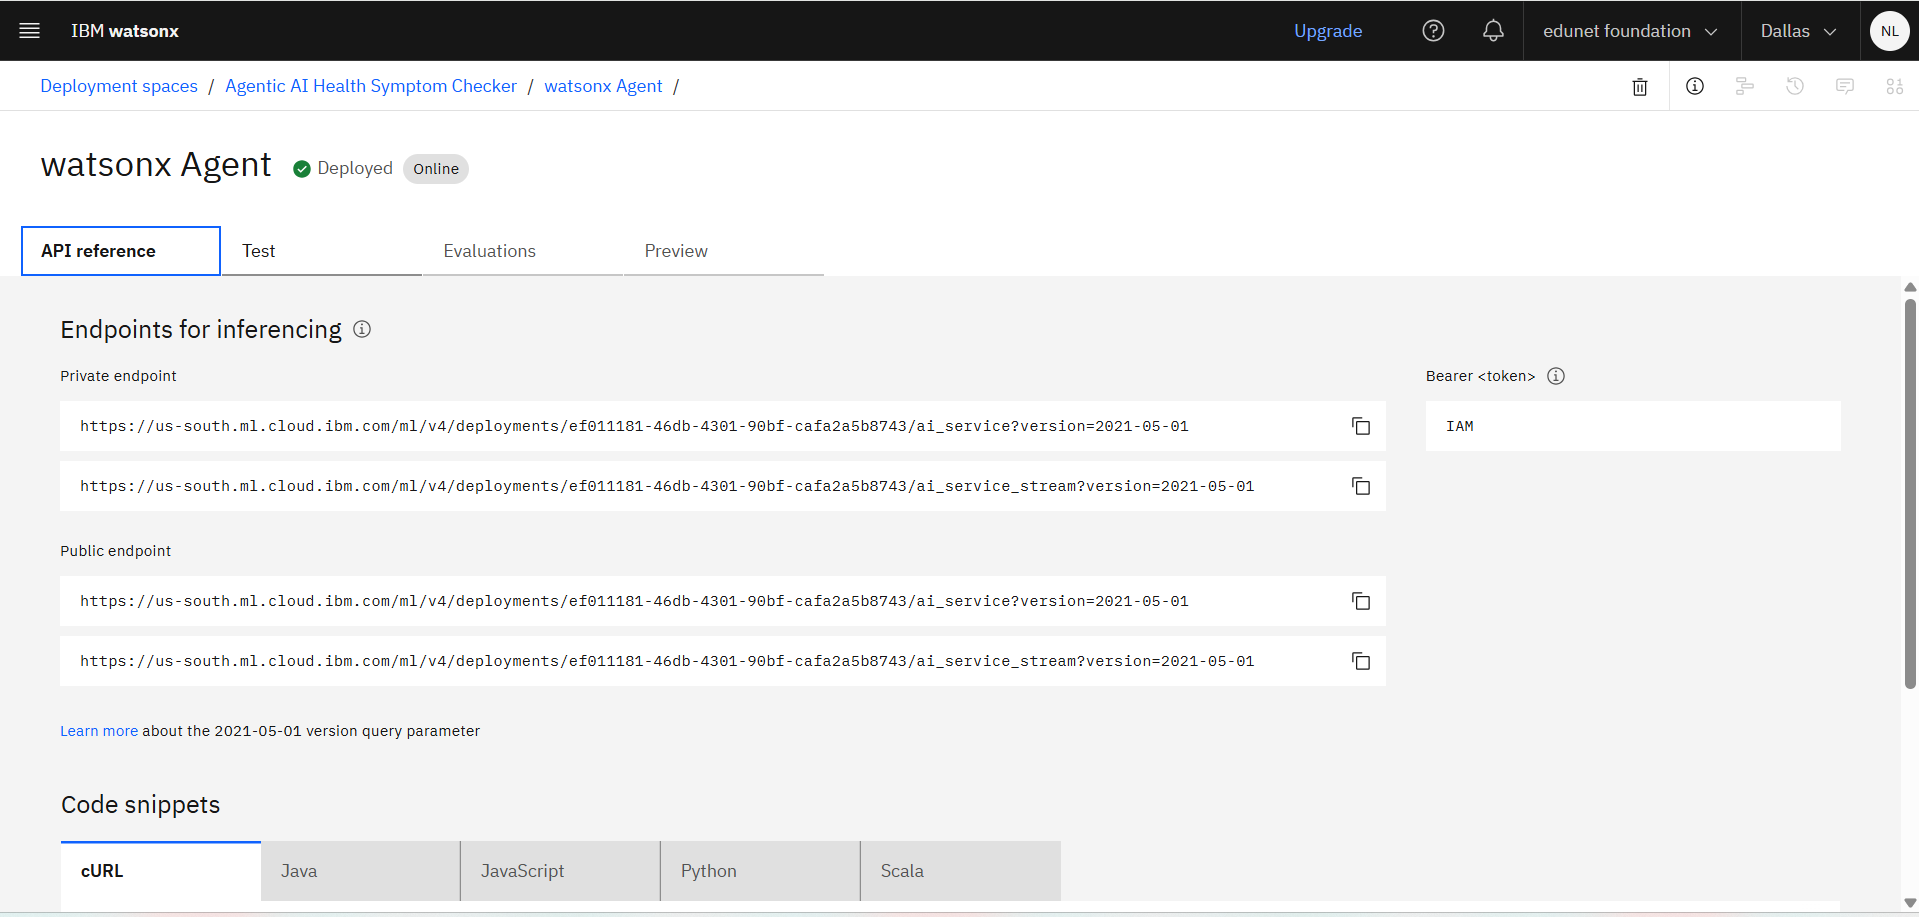 IBM watsonx
Upgrade
edunet foundation
Dallas
NL
Deployment spaces / Agentic AI Health Symptom Checker / watsonx Agent /
watsonx Agent
Deployed
Online
API reference
Test
Evaluations
Preview
Endpoints for inferencing
Private endpoint
Bearer <token>
https://us-south.ml.cloud.ibm.com/ml/v4/deployments/ef011181-46db-4301-90bf-cafa2a5b8743/ai_service?version=2021-05-01
IAM
https://us-south.ml.cloud.ibm.com/ml/v4/deployments/ef011181-46db-4301-90bf-cafa2a5b8743/ai_service_stream?version=2021-05-01
Public endpoint
https://us-south.ml.cloud.ibm.com/ml/v4/deployments/ef011181-46db-4301-90bf-cafa2a5b8743/ai_service?version=2021-05-01
https://us-south.ml.cloud.ibm.com/ml/v4/deployments/ef011181-46db-4301-90bf-cafa2a5b8743/ai_service_stream?version=2021-05-01
Learn more about the 2021-05-01 version query parameter
Code snippets
cURL
Java
JavaScript
Python
Scala